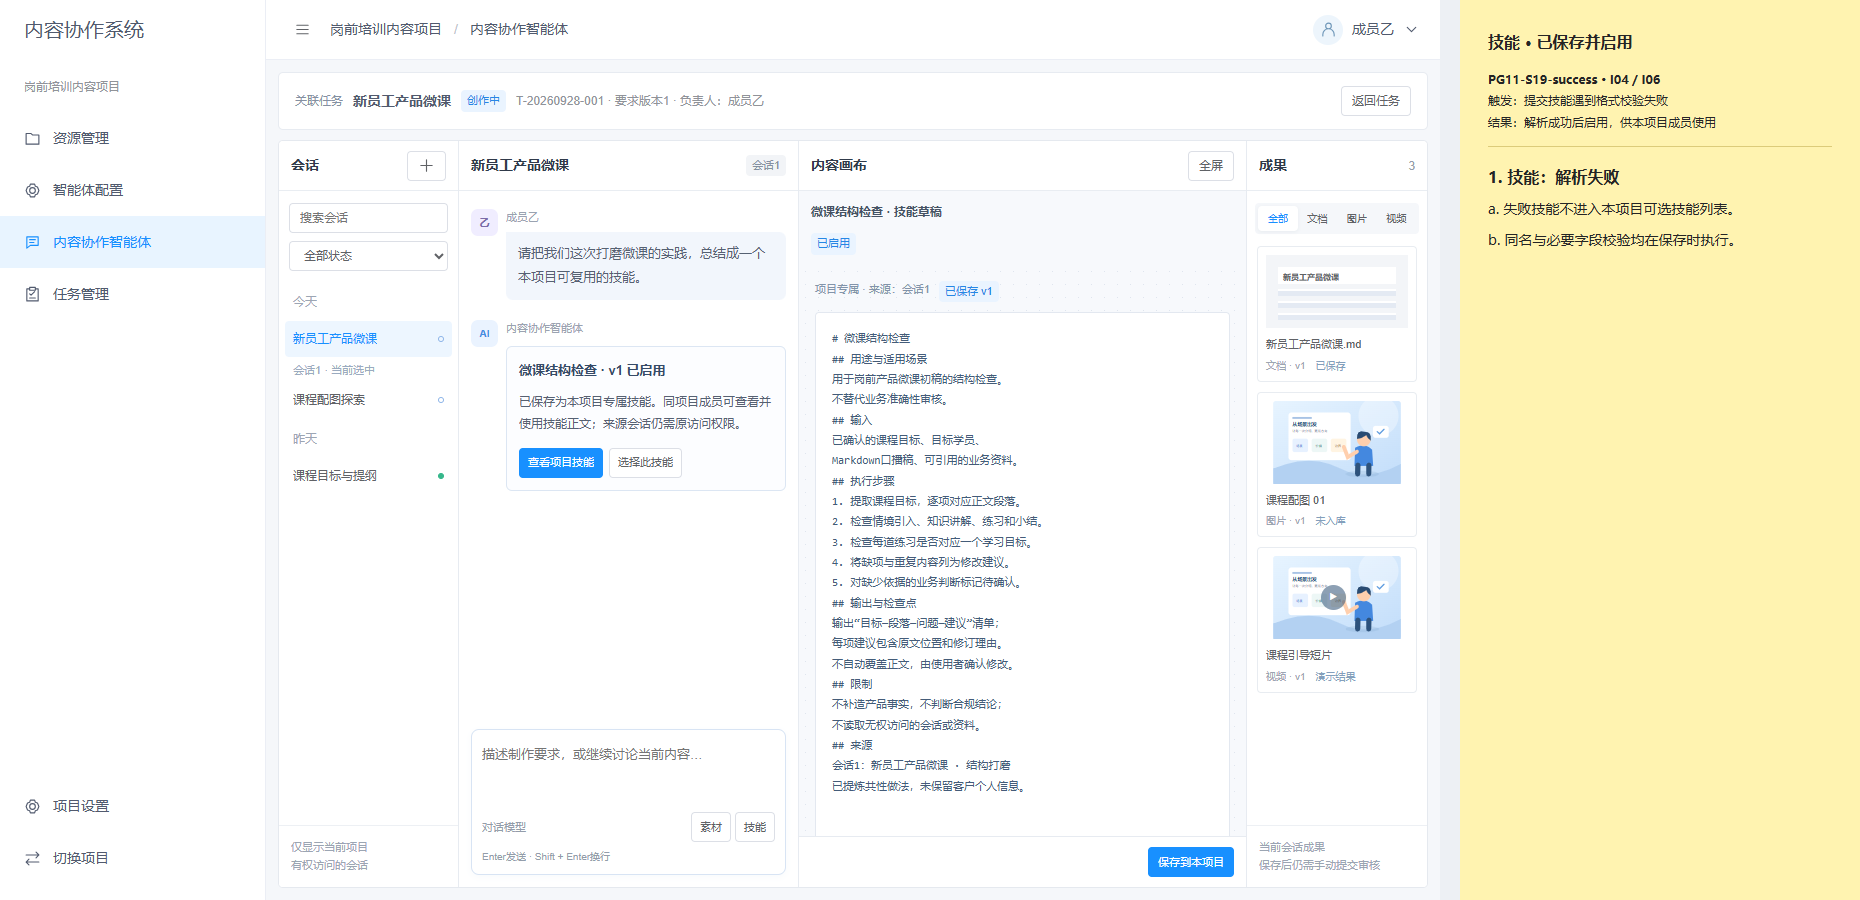 内容协作系统
岗前培训内容项目
资源管理
智能体配置
内容协作智能体
任务管理
项目设置
切换项目
岗前培训内容项目 / 内容协作智能体
成员乙
关联任务 新员工产品微课 创作中 T-20260928-001 · 要求版本1 · 负责人：成员乙
返回任务
会话
搜索会话
全部状态
今天
新员工产品微课
会话1 · 当前选中
课程配图探索
昨天
课程目标与提纲
仅显示当前项目
有权访问的会话
新员工产品微课 会话1
乙 成员乙
请把我们这次打磨微课的实践，总结成一个
本项目可复用的技能。
AI 内容协作智能体
微课结构检查 · v1 已启用
已保存为本项目专属技能。同项目成员可查看并
使用技能正文；来源会话仍需原访问权限。
查看项目技能 选择此技能
描述制作要求，或继续讨论当前内容…
对话模型 素材 技能
Enter发送 · Shift + Enter换行
内容画布 全屏
微课结构检查 · 技能草稿
已启用
项目专属 · 来源：会话1 已保存 v1
# 微课结构检查
## 用途与适用场景
用于岗前产品微课初稿的结构检查。
不替代业务准确性审核。
## 输入
已确认的课程目标、目标学员、
Markdown口播稿、可引用的业务资料。
## 执行步骤
1. 提取课程目标，逐项对应正文段落。
2. 检查情境引入、知识讲解、练习和小结。
3. 检查每道练习是否对应一个学习目标。
4. 将缺项与重复内容列为修改建议。
5. 对缺少依据的业务判断标记待确认。
## 输出与检查点
输出“目标—段落—问题—建议”清单；
每项建议包含原文位置和修订理由。
不自动覆盖正文，由使用者确认修改。
## 限制
不补造产品事实，不判断合规结论；
不读取无权访问的会话或资料。
## 来源
会话1：新员工产品微课 · 结构打磨
已提炼共性做法，未保留客户个人信息。
保存到本项目
成果 3
全部 文档 图片 视频
新员工产品微课
新员工产品微课.md
文档 · v1 已保存
从场景出发
课程配图 01
图片 · v1 未入库
从场景出发
课程引导短片
视频 · v1 演示结果
当前会话成果
保存后仍需手动提交审核
技能 • 已保存并启用
PG11-S19-success • I04 / I06
触发：提交技能遇到格式校验失败
结果：解析成功后启用，供本项目成员使用
1. 技能：解析失败
a. 失败技能不进入本项目可选技能列表。
b. 同名与必要字段校验均在保存时执行。